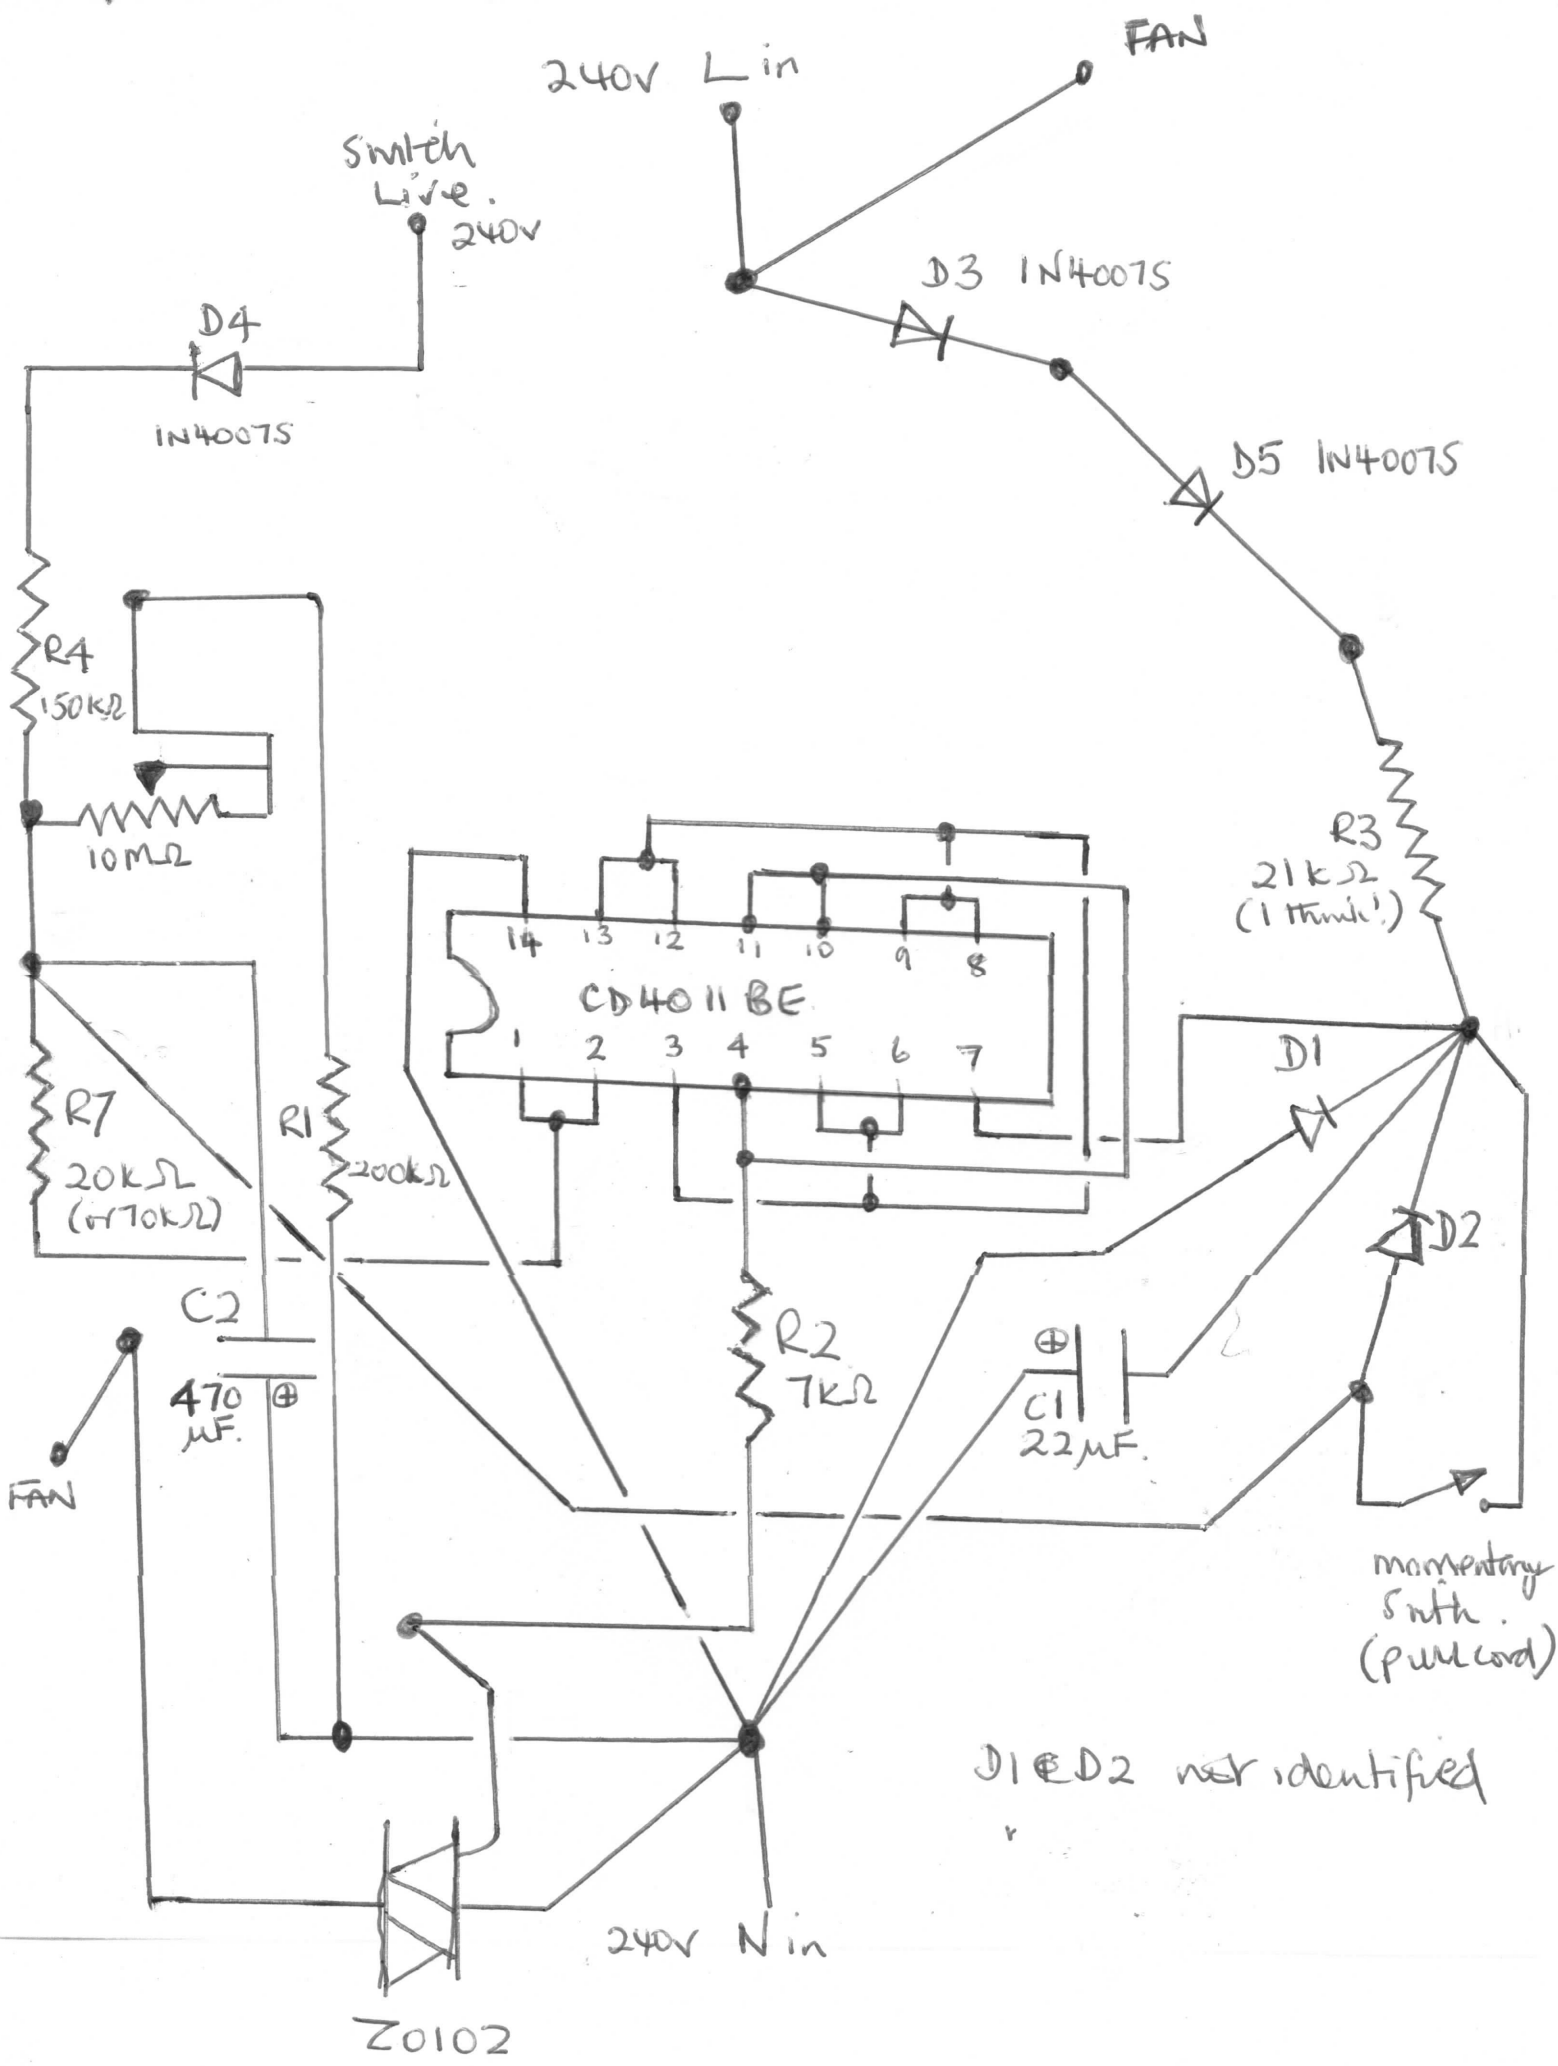 FAN
240v L in
Switch
Live.
240v
D3 1N4007S
D4
1N4007S
D5 1N4007S
R4
150kΩ
10MΩ
R3
21kΩ
(I think!)
14 13 12 11 10 9 8
CD4011BE
1 2 3 4 5 6 7
D1
R7
20kΩ
(or 70kΩ)
R1
200kΩ
D2
C2
470
μF.
⊕
R2
7kΩ
⊕
C1
22μF.
FAN
momentary
Swth.
(pull cord)
D1 & D2 not identified
240v N in
Z0102